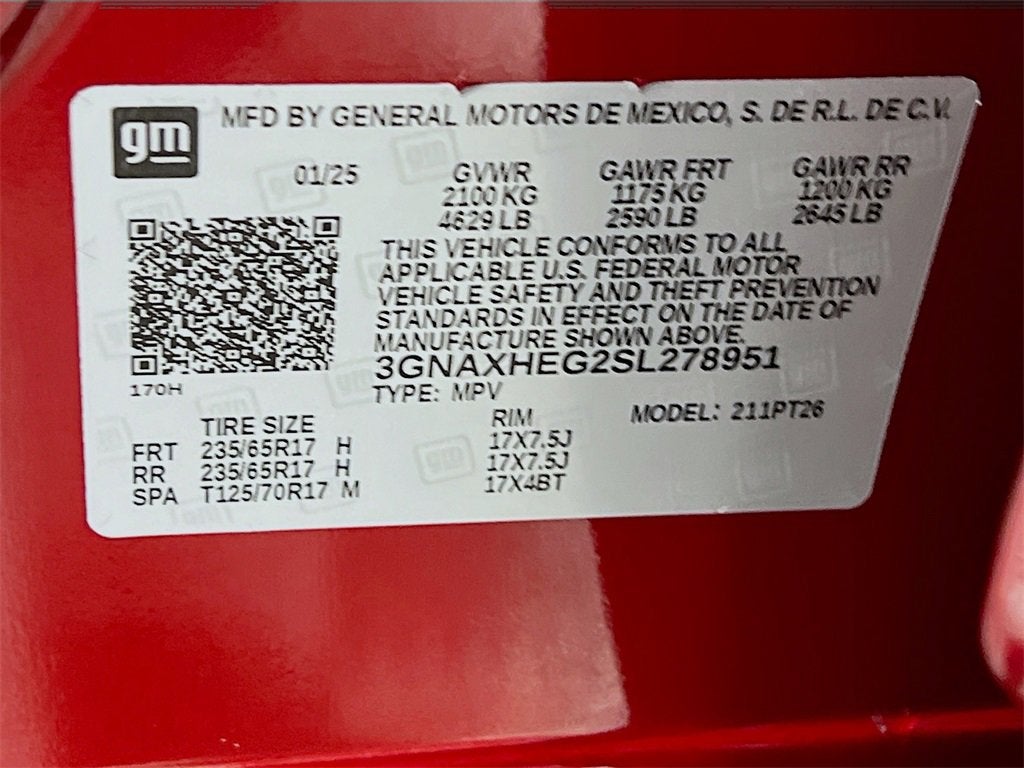 gm MFD BY GENERAL MOTORS DE MEXICO, S. DE R.L. DE C.V.
01/25 GVWR GAWR FRT GAWR RR
2100 KG 1175 KG 1200 KG
4629 LB 2590 LB 2645 LB
THIS VEHICLE CONFORMS TO ALL
APPLICABLE U.S. FEDERAL MOTOR
VEHICLE SAFETY AND THEFT PREVENTION
STANDARDS IN EFFECT ON THE DATE OF
MANUFACTURE SHOWN ABOVE.
3GNAXHEG2SL278951
170H
TYPE: MPV
TIRE SIZE RIM MODEL: 211PT26
FRT 235/65R17 H 17X7.5J
RR 235/65R17 H 17X7.5J
SPA T125/70R17 M 17X4BT